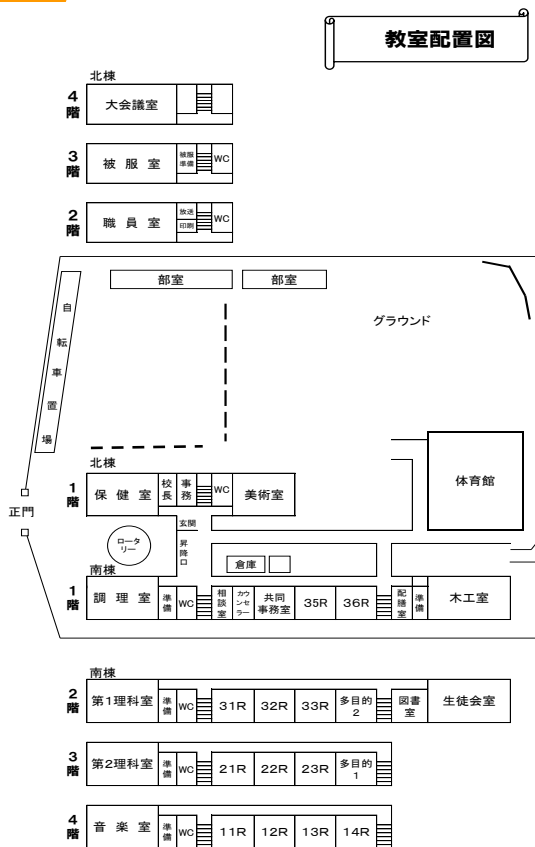 教室配置図
北棟
4階 大会議室
3階 被服室 被服準備 WC
2階 職員室 放送 印刷 WC
部室 部室
グラウンド
自転車置場
体育館
北棟
1階 保健室 校長 事務 WC 美術室
正門
玄関
ロータリー
昇降口
倉庫
南棟
1階 調理室 準備 WC 相談室 カウンセラー 共同事務室 35R 36R 配膳室 準備 木工室
南棟
2階 第1理科室 準備 WC 31R 32R 33R 多目的2 図書室 生徒会室
3階 第2理科室 準備 WC 21R 22R 23R 多目的1
4階 音楽室 準備 WC 11R 12R 13R 14R